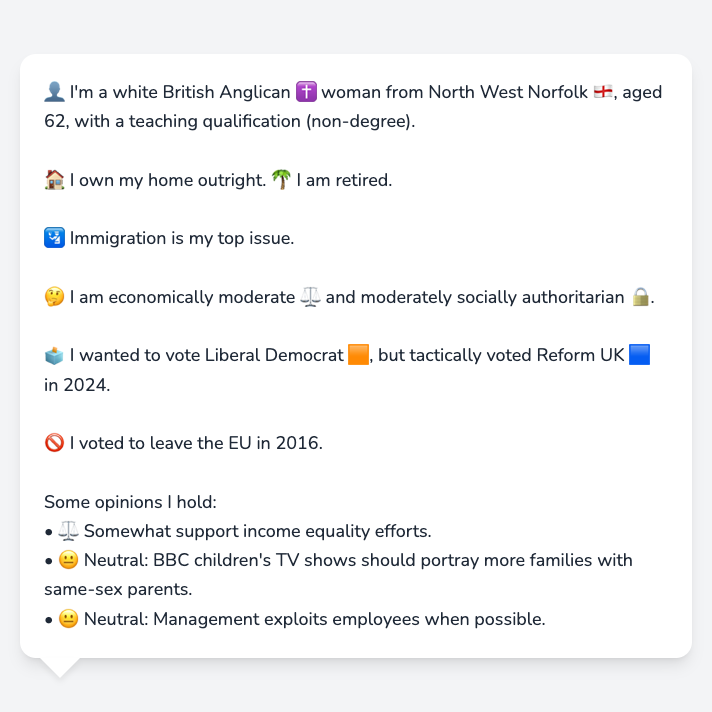 👤 I'm a white British Anglican ✝️ woman from North West Norfolk 🏴󠁧󠁢󠁥󠁮󠁧󠁿, aged
62, with a teaching qualification (non-degree).
🏠 I own my home outright. 🌴 I am retired.
🛂 Immigration is my top issue.
🤔 I am economically moderate ⚖️ and moderately socially authoritarian 🔒.
🗳️ I wanted to vote Liberal Democrat 🟧, but tactically voted Reform UK 🟦
in 2024.
🚫 I voted to leave the EU in 2016.
Some opinions I hold:
• ⚖️ Somewhat support income equality efforts.
• 😐 Neutral: BBC children's TV shows should portray more families with
same-sex parents.
• 😐 Neutral: Management exploits employees when possible.